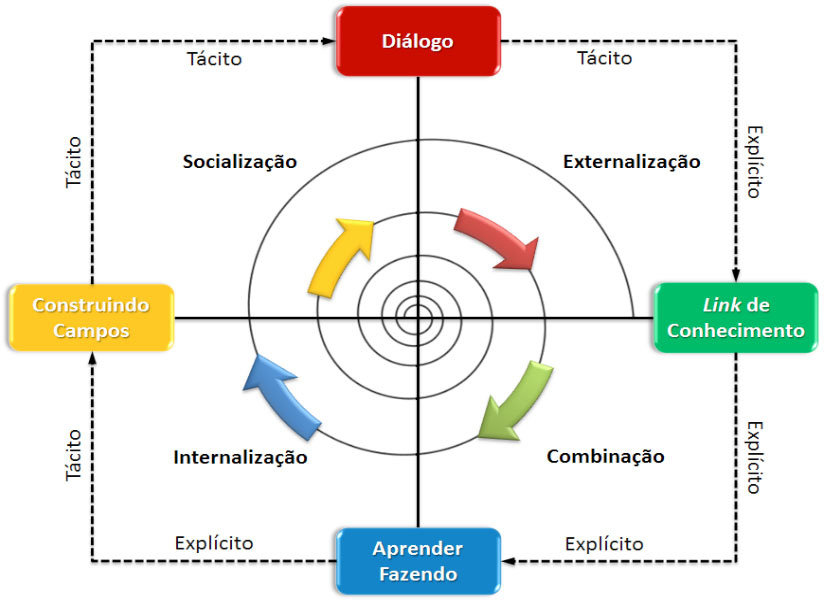 Diálogo
Tácito
Tácito
Tácito
Explícito
Socialização
Externalização
Construindo
Campos
Link de
Conhecimento
Internalização
Combinação
Tácito
Explícito
Explícito
Explícito
Aprender
Fazendo